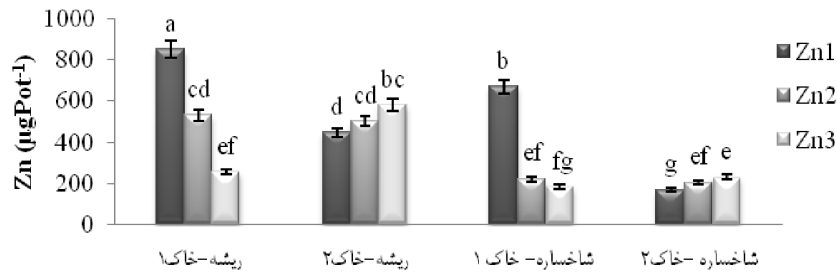 Zn (µgPot-1)
1000
800
600
400
200
0
a
cd
ef
d
cd
bc
b
ef
fg
g
ef
e
ریشه-خاک۱
ریشه-خاک۲
شاخساره- خاک ۱
شاخساره -خاک۲
Zn1
Zn2
Zn3